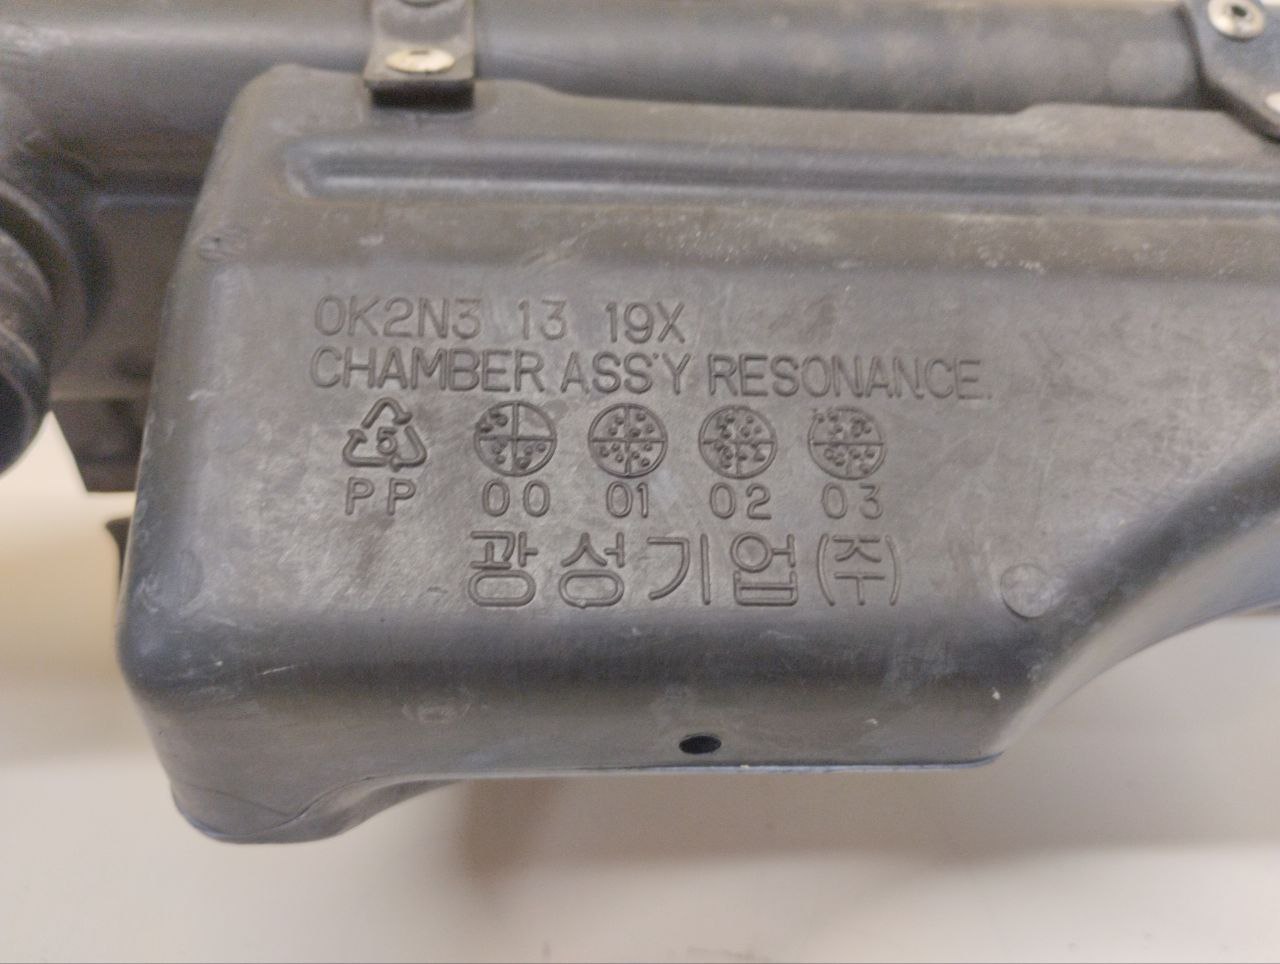 0K2N3 13 19X
CHAMBER ASS'Y RESONANCE.
5
PP 00 01 02 03
광성기업(주)